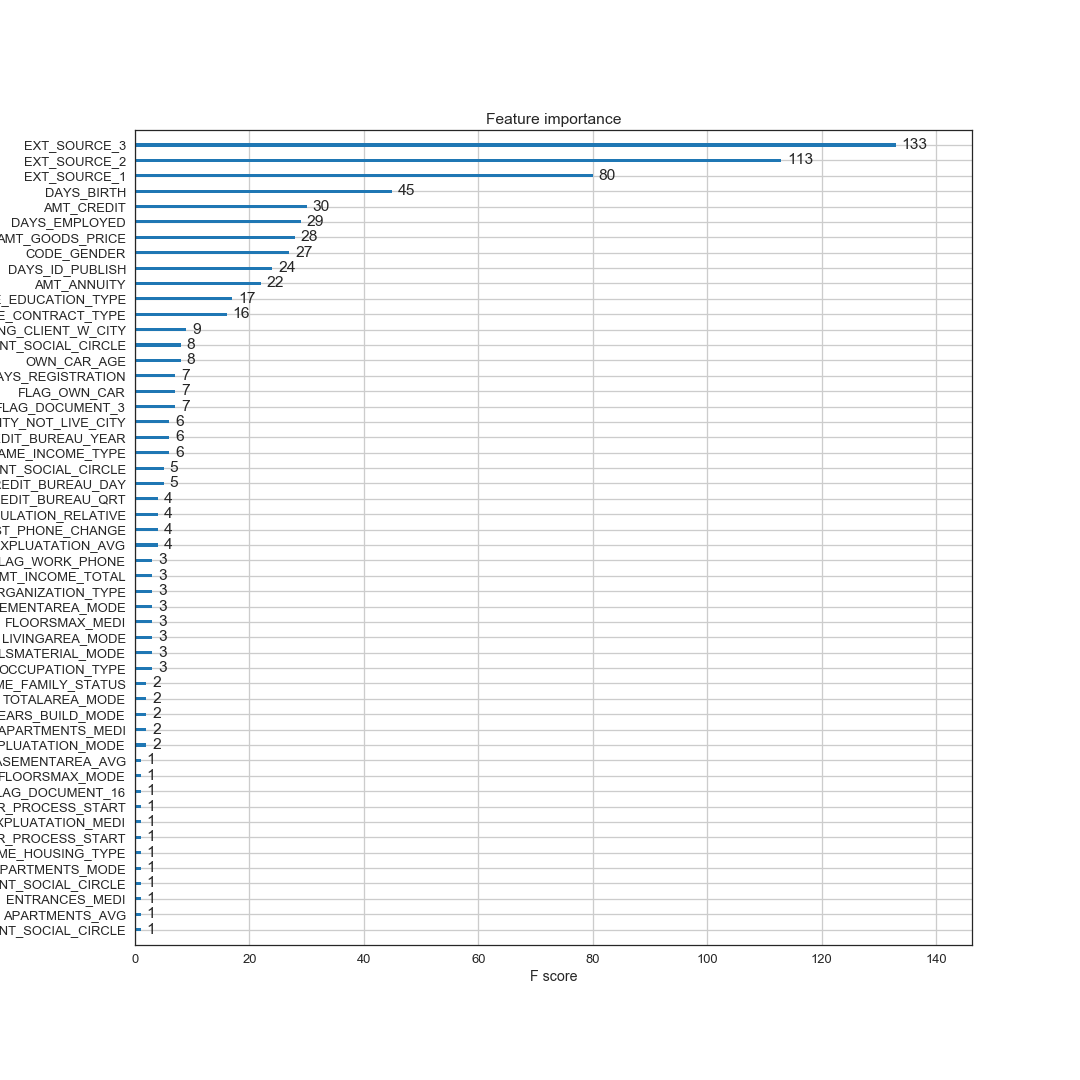 Feature importance
EXT_SOURCE_3 133
EXT_SOURCE_2 113
EXT_SOURCE_1 80
DAYS_BIRTH 45
AMT_CREDIT 30
DAYS_EMPLOYED 29
AMT_GOODS_PRICE 28
CODE_GENDER 27
DAYS_ID_PUBLISH 24
AMT_ANNUITY 22
E_EDUCATION_TYPE 17
E_CONTRACT_TYPE 16
NG_CLIENT_W_CITY 9
NT_SOCIAL_CIRCLE 8
OWN_CAR_AGE 8
AYS_REGISTRATION 7
FLAG_OWN_CAR 7
FLAG_DOCUMENT_3 7
ITY_NOT_LIVE_CITY 6
EDIT_BUREAU_YEAR 6
AME_INCOME_TYPE 6
NT_SOCIAL_CIRCLE 5
REDIT_BUREAU_DAY 5
EDIT_BUREAU_QRT 4
ULATION_RELATIVE 4
ST_PHONE_CHANGE 4
XPLUATATION_AVG 4
LAG_WORK_PHONE 3
MT_INCOME_TOTAL 3
RGANIZATION_TYPE 3
EMENTAREA_MODE 3
FLOORSMAX_MEDI 3
LIVINGAREA_MODE 3
LSMATERIAL_MODE 3
OCCUPATION_TYPE 3
ME_FAMILY_STATUS 2
TOTALAREA_MODE 2
EARS_BUILD_MODE 2
APARTMENTS_MEDI 2
PLUATATION_MODE 2
ASEMENTAREA_AVG 1
FLOORSMAX_MODE 1
LAG_DOCUMENT_16 1
R_PROCESS_START 1
XPLUATATION_MEDI 1
R_PROCESS_START 1
ME_HOUSING_TYPE 1
PARTMENTS_MODE 1
NT_SOCIAL_CIRCLE 1
ENTRANCES_MEDI 1
APARTMENTS_AVG 1
NT_SOCIAL_CIRCLE 1
0 20 40 60 80 100 120 140
F score